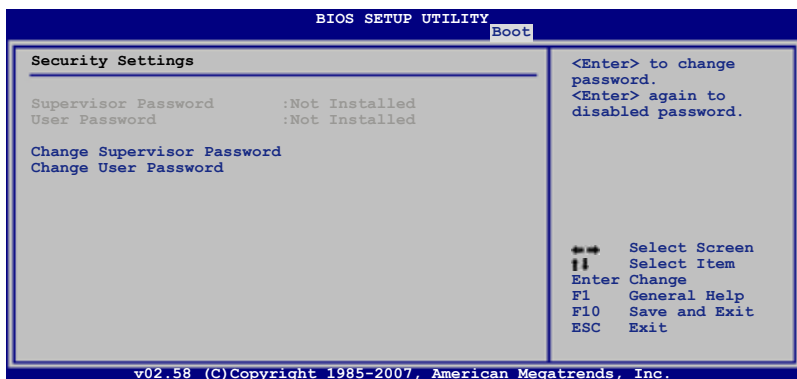 BIOS SETUP UTILITY
Boot
Security Settings
Supervisor Password :Not Installed
User Password :Not Installed
Change Supervisor Password
Change User Password
<Enter> to change
password.
<Enter> again to
disabled password.
Select Screen
Select Item
Enter Change
F1 General Help
F10 Save and Exit
ESC Exit
v02.58 (C)Copyright 1985-2007, American Megatrends, Inc.